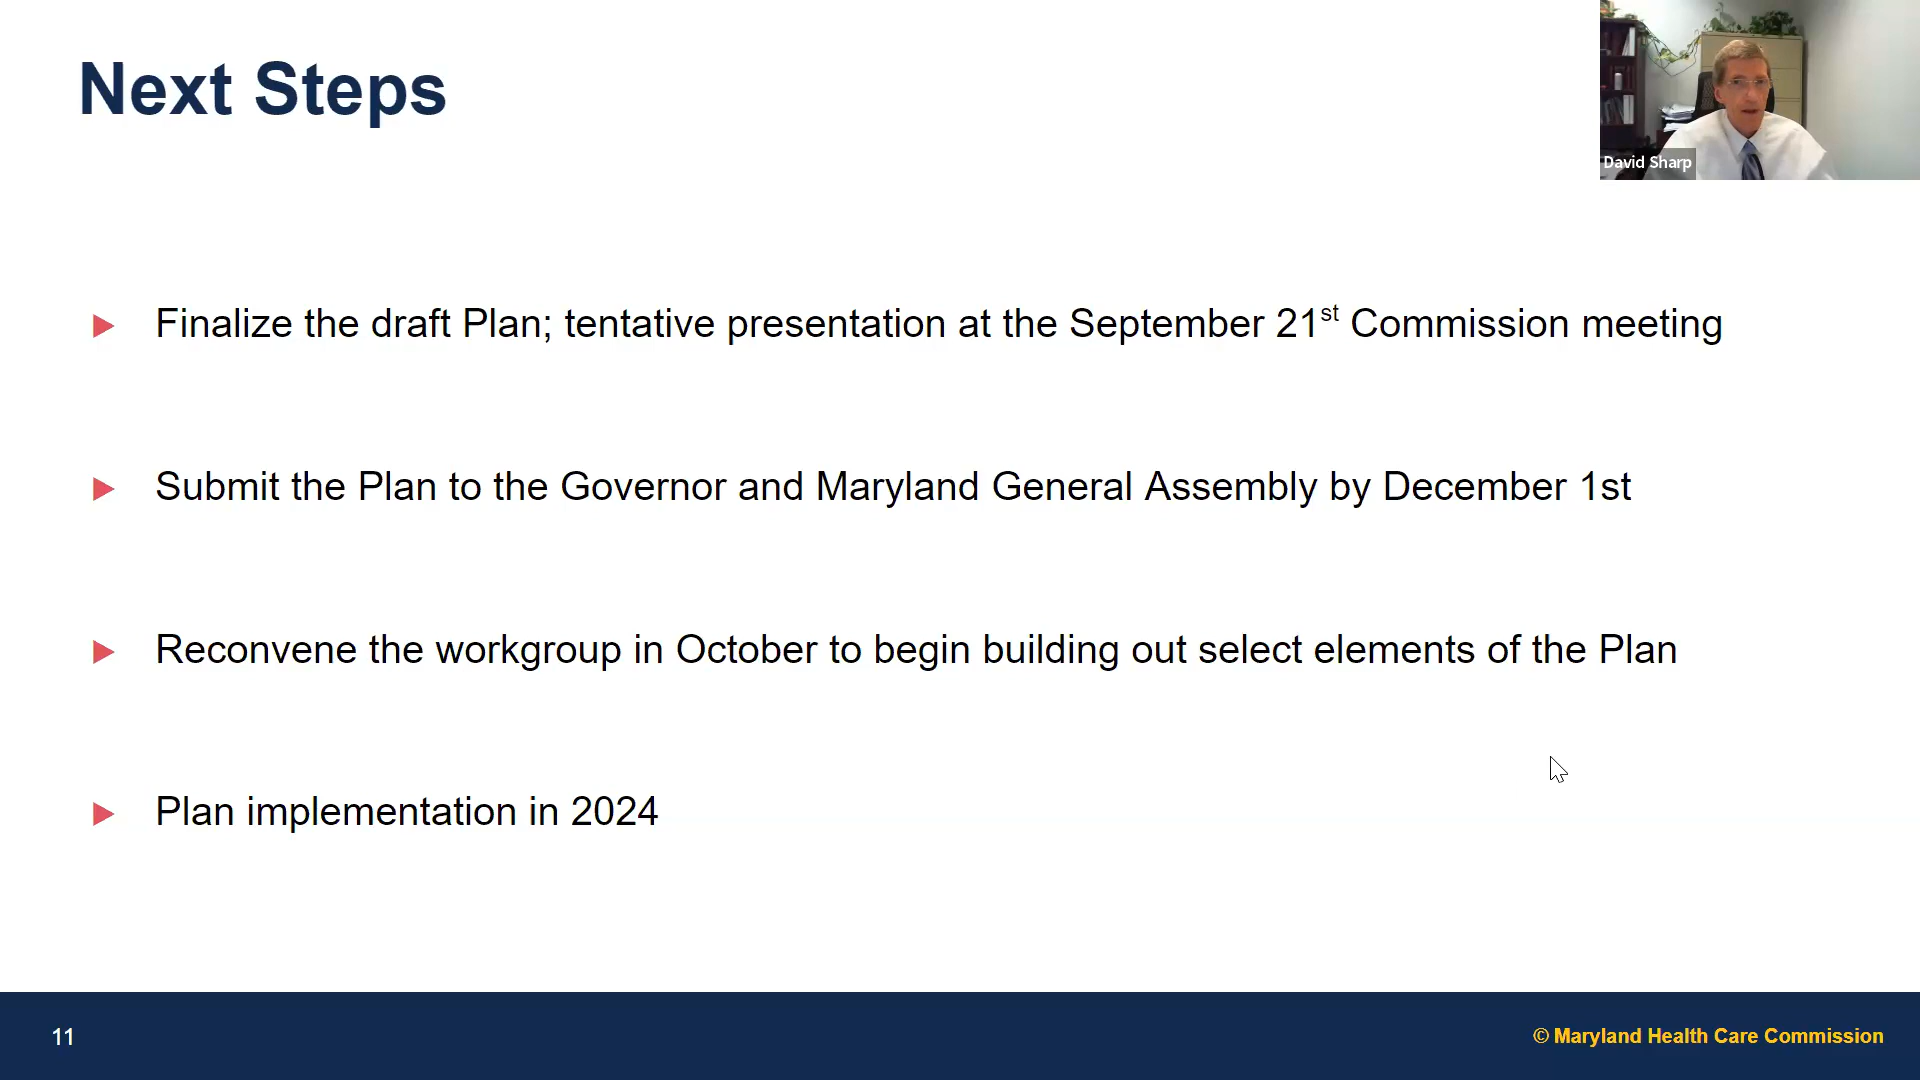 Next Steps
David Sharp
Finalize the draft Plan; tentative presentation at the September 21st Commission meeting
Submit the Plan to the Governor and Maryland General Assembly by December 1st
Reconvene the workgroup in October to begin building out select elements of the Plan
Plan implementation in 2024
11
© Maryland Health Care Commission